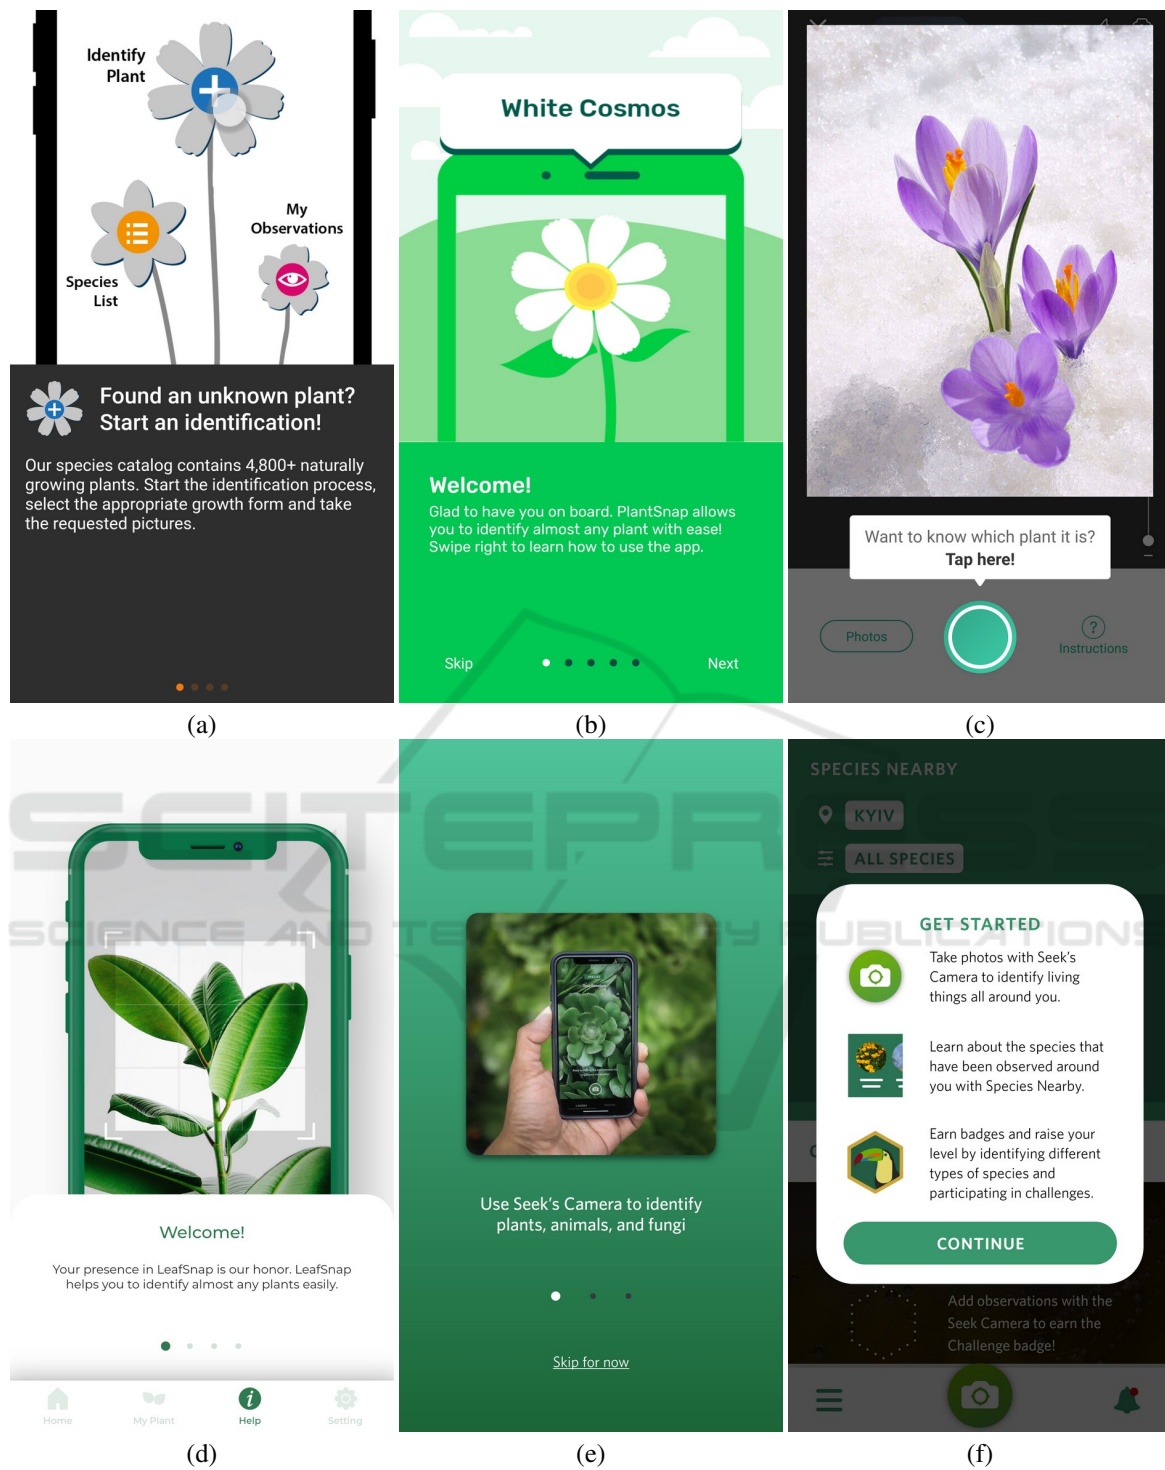 Identify
Plant
My
Observations
Species
List
Found an unknown plant?
Start an identification!
Our species catalog contains 4,800+ naturally
growing plants. Start the identification process,
select the appropriate growth form and take
the requested pictures.
(a)
White Cosmos
Welcome!
Glad to have you on board. PlantSnap allows
you to identify almost any plant with ease!
Swipe right to learn how to use the app.
Skip
Next
(b)
Want to know which plant it is?
Tap here!
Photos
?
Instructions
(c)
Welcome!
Your presence in LeafSnap is our honor. LeafSnap
helps you to identify almost any plants easily.
Home
My Plant
Help
Setting
(d)
Use Seek's Camera to identify
plants, animals, and fungi
Skip for now
(e)
SPECIES NEARBY
KYIV
ALL SPECIES
GET STARTED
Take photos with Seek's
Camera to identify living
things all around you.
Learn about the species that
have been observed around
you with Species Nearby.
Earn badges and raise your
level by identifying different
types of species and
participating in challenges.
CONTINUE
Add observations with the
Seek Camera to earn the
Challenge badge!
(f)
SCITEPRESS
SCIENCE AND TECHNOLOGY PUBLICATIONS